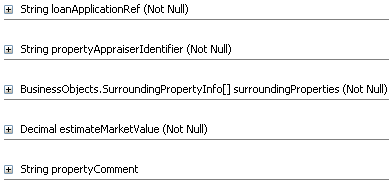 String loanApplicationRef (Not Null)
String propertyAppraiserIdentifier (Not Null)
BusinessObjects.SurroundingPropertyInfo[] surroundingProperties (Not Null)
Decimal estimateMarketValue (Not Null)
String propertyComment